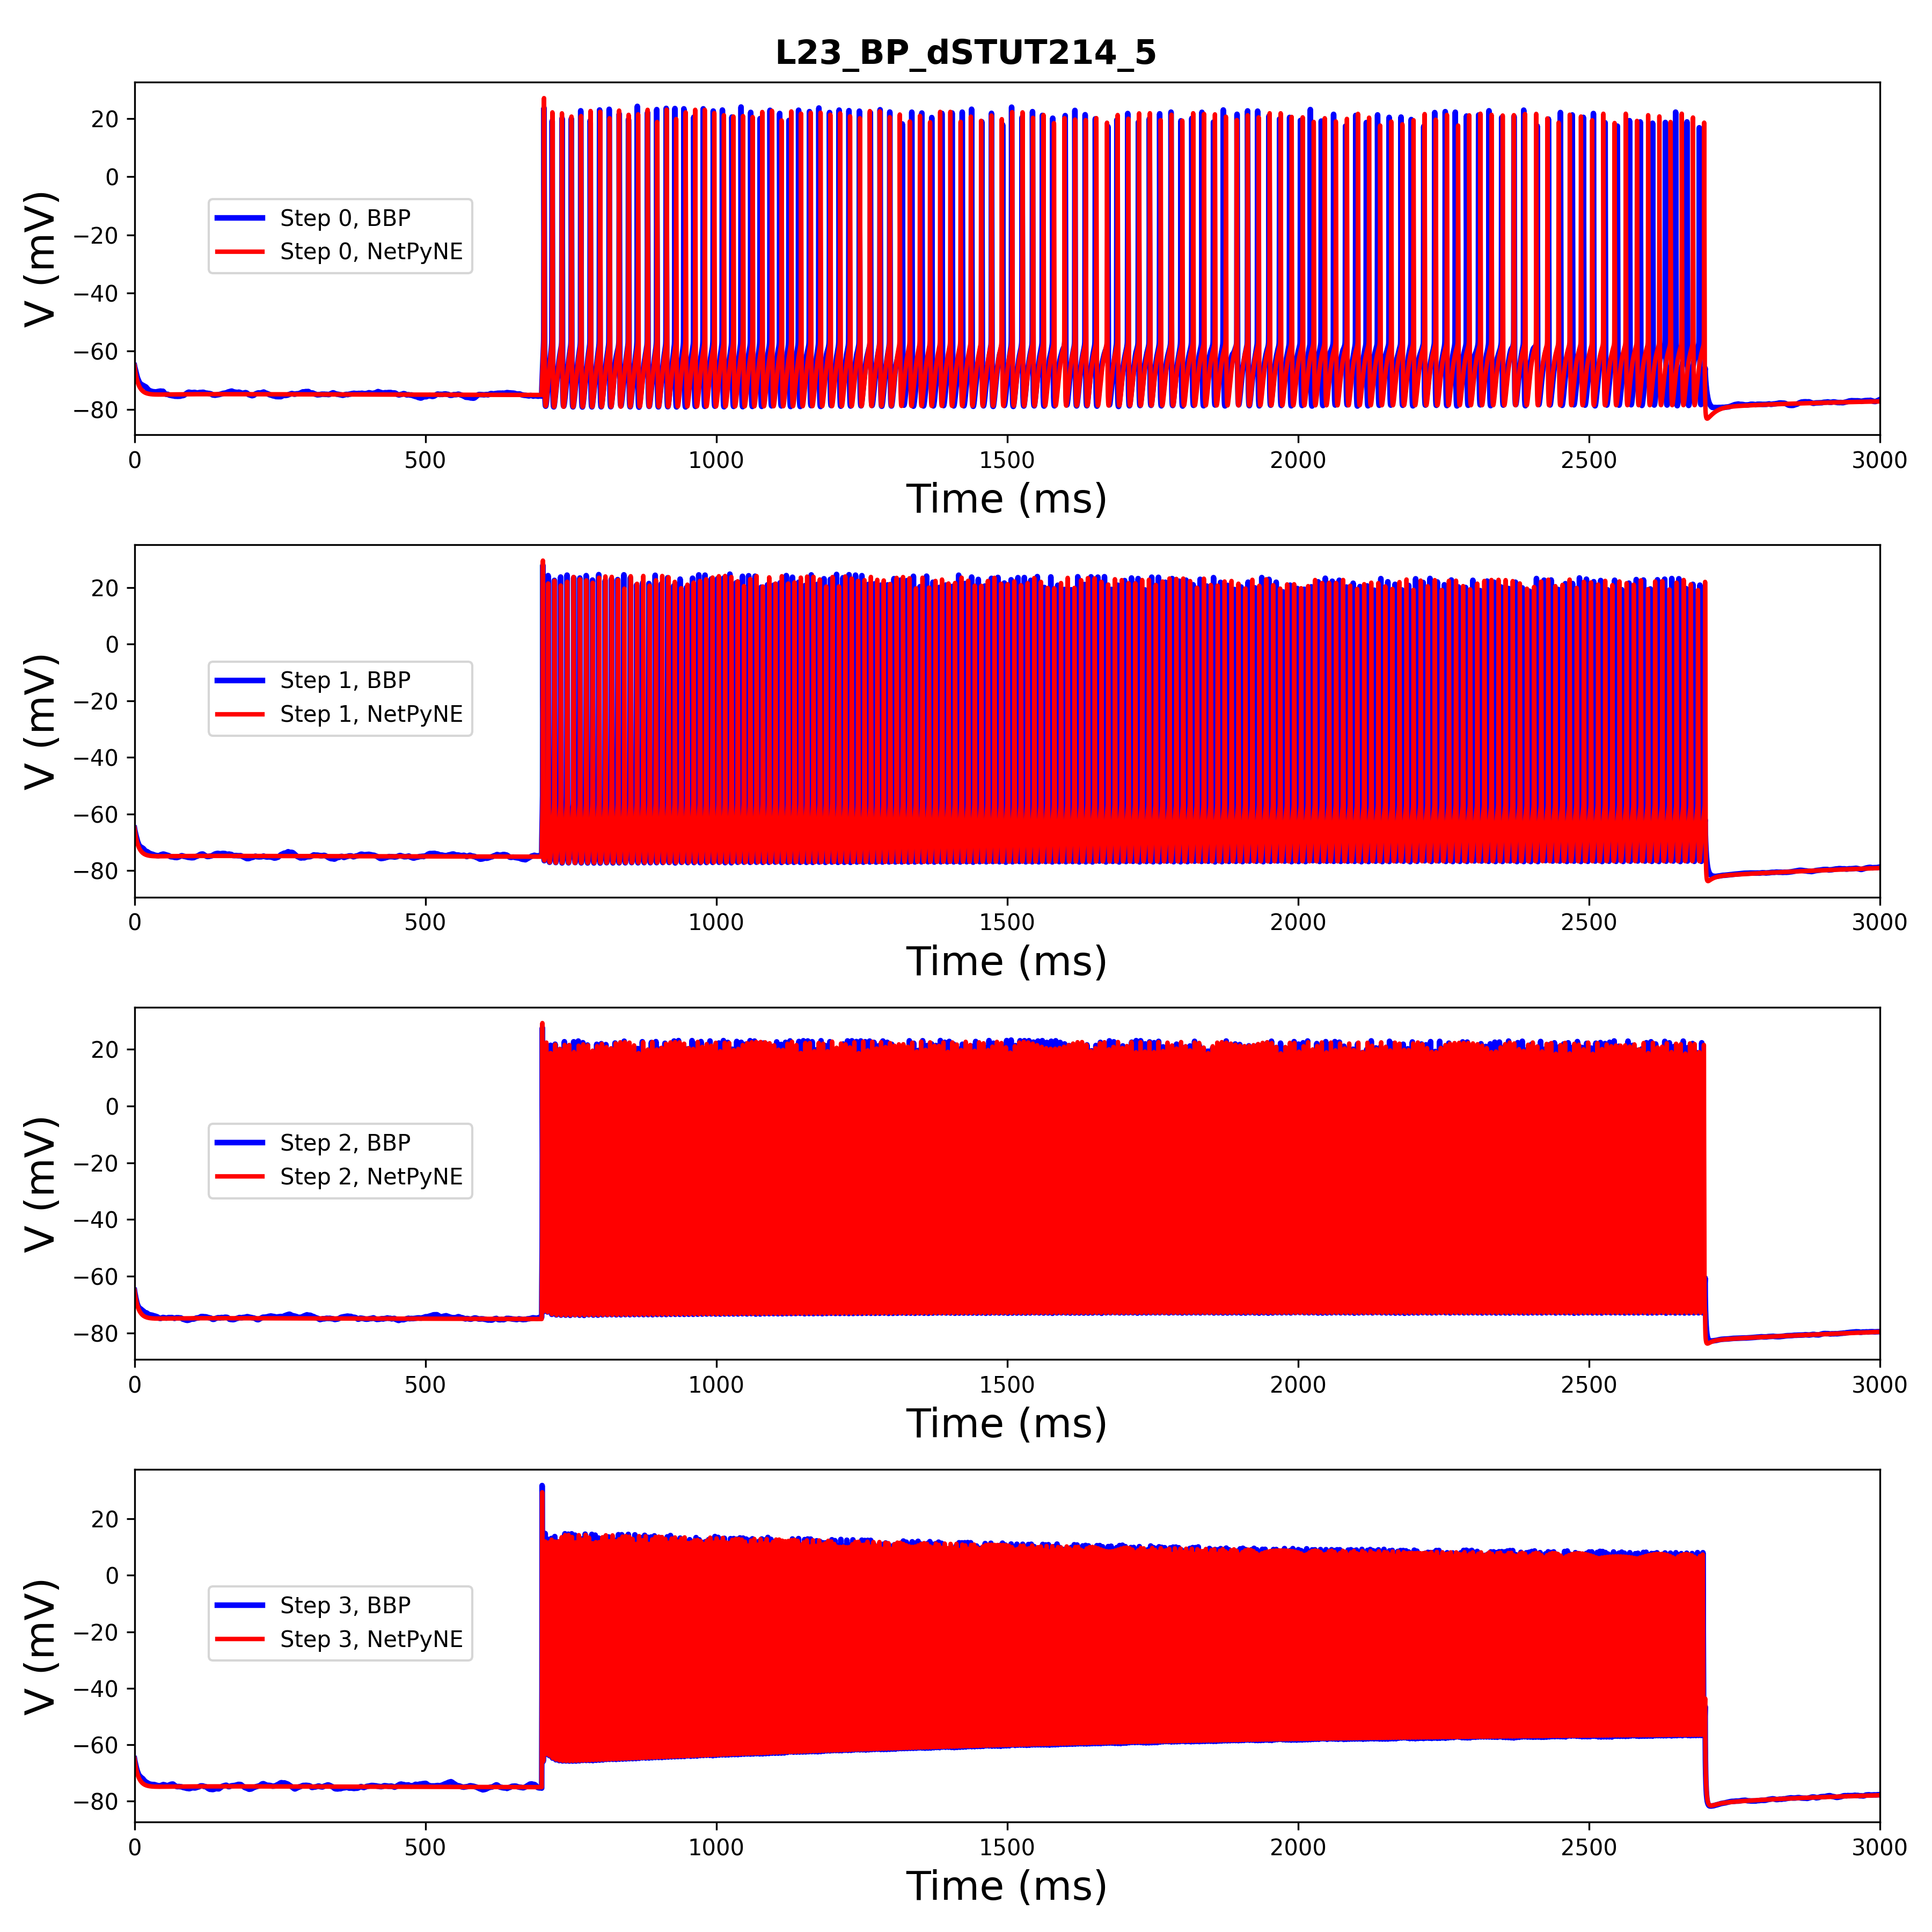 L23_BP_dSTUT214_5
20
0
−20
−40
−60
−80
V (mV)
Step 0, BBP
Step 0, NetPyNE
0 500 1000 1500 2000 2500 3000
Time (ms)
20
0
−20
−40
−60
−80
V (mV)
Step 1, BBP
Step 1, NetPyNE
0 500 1000 1500 2000 2500 3000
Time (ms)
20
0
−20
−40
−60
−80
V (mV)
Step 2, BBP
Step 2, NetPyNE
0 500 1000 1500 2000 2500 3000
Time (ms)
20
0
−20
−40
−60
−80
V (mV)
Step 3, BBP
Step 3, NetPyNE
0 500 1000 1500 2000 2500 3000
Time (ms)